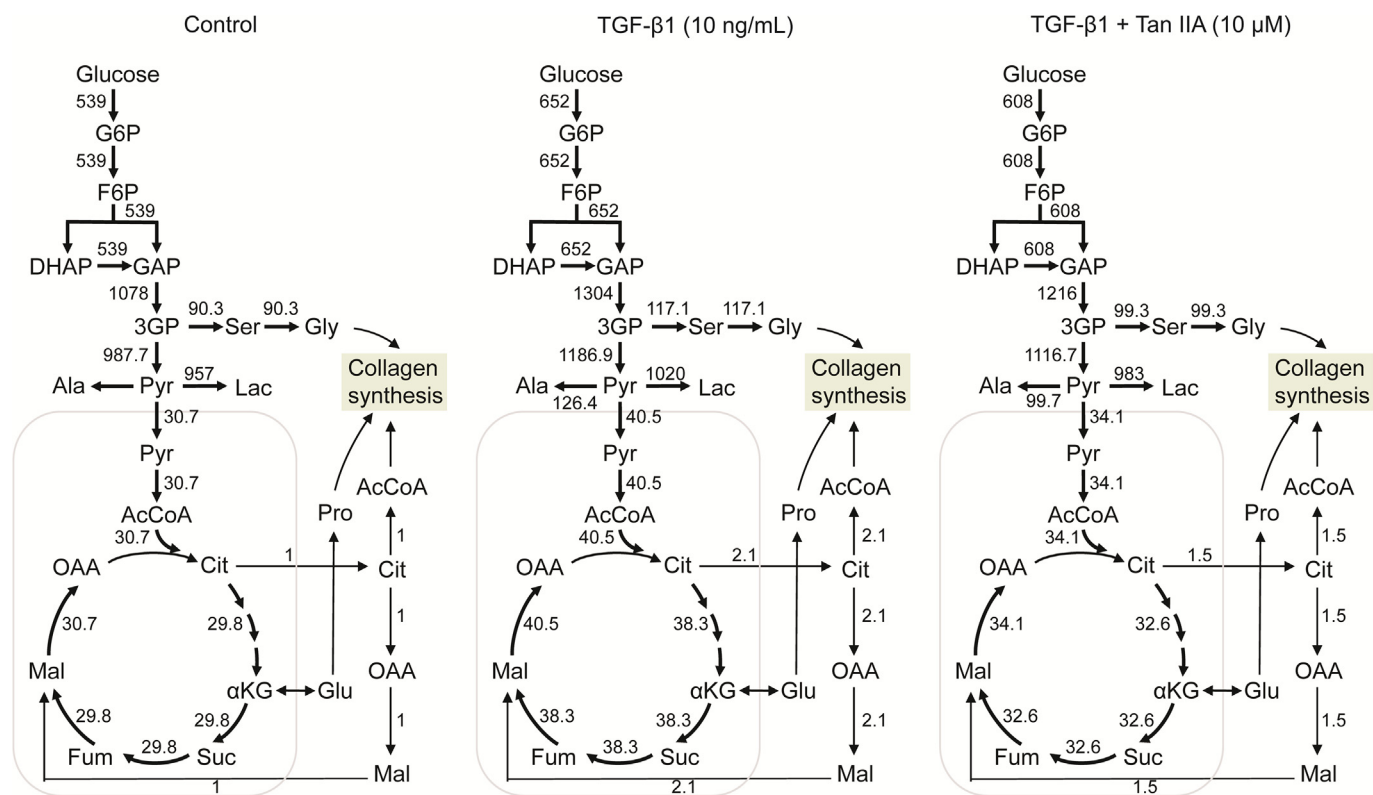 Control
Glucose
539
G6P
539
F6P
539
539
DHAP GAP
1078
90.3 90.3
3GP Ser Gly
987.7
Collagen
synthesis
957
Ala Pyr Lac
30.7
Pyr
30.7
AcCoA
AcCoA
Pro
30.7
1
OAA Cit 1 Cit
30.7
29.8
1
Mal
OAA
αKG Glu
29.8
29.8
1
29.8
Fum Suc
Mal
1
TGF-β1 (10 ng/mL)
Glucose
652
G6P
652
F6P
652
652
DHAP GAP
1304
117.1 117.1
3GP Ser Gly
1186.9
Collagen
synthesis
1020
Ala Pyr Lac
126.4
40.5
Pyr
40.5
AcCoA
AcCoA
Pro
40.5
2.1
OAA Cit 2.1 Cit
40.5
38.3
2.1
Mal
OAA
αKG Glu
38.3
38.3
2.1
38.3
Fum Suc
Mal
2.1
TGF-β1 + Tan IIA (10 μM)
Glucose
608
G6P
608
F6P
608
608
DHAP GAP
1216
99.3 99.3
3GP Ser Gly
1116.7
Collagen
synthesis
983
Ala Pyr Lac
99.7
34.1
Pyr
34.1
AcCoA
AcCoA
Pro
34.1
1.5
OAA Cit 1.5 Cit
34.1
32.6
1.5
Mal
OAA
αKG Glu
32.6
32.6
1.5
32.6
Fum Suc
Mal
1.5